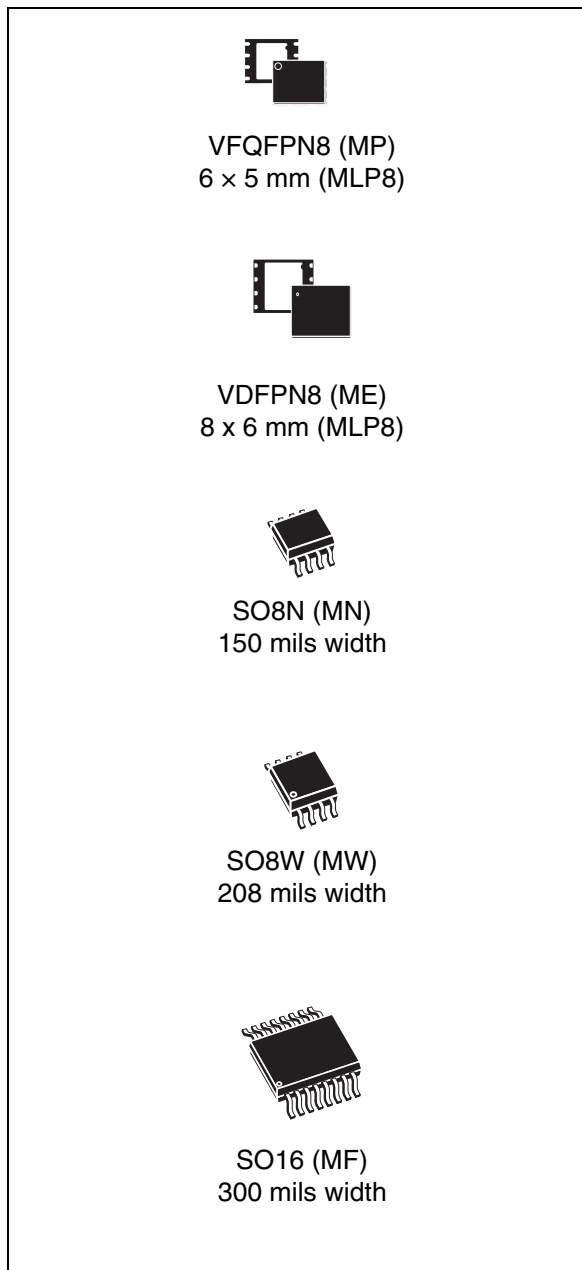 VFQFPN8 (MP)
6 × 5 mm (MLP8)
VDFPN8 (ME)
8 x 6 mm (MLP8)
SO8N (MN)
150 mils width
SO8W (MW)
208 mils width
SO16 (MF)
300 mils width